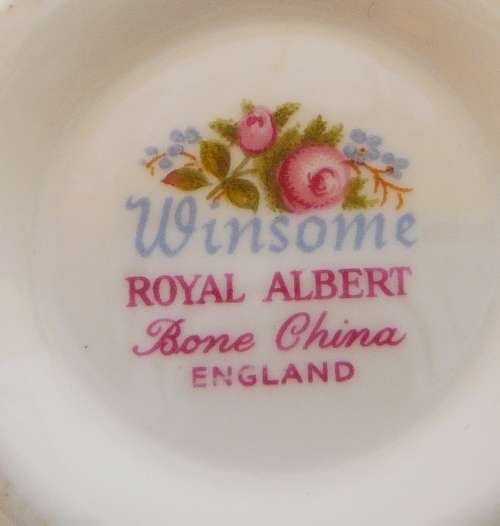 Winsome
ROYAL ALBERT
Bone China
ENGLAND